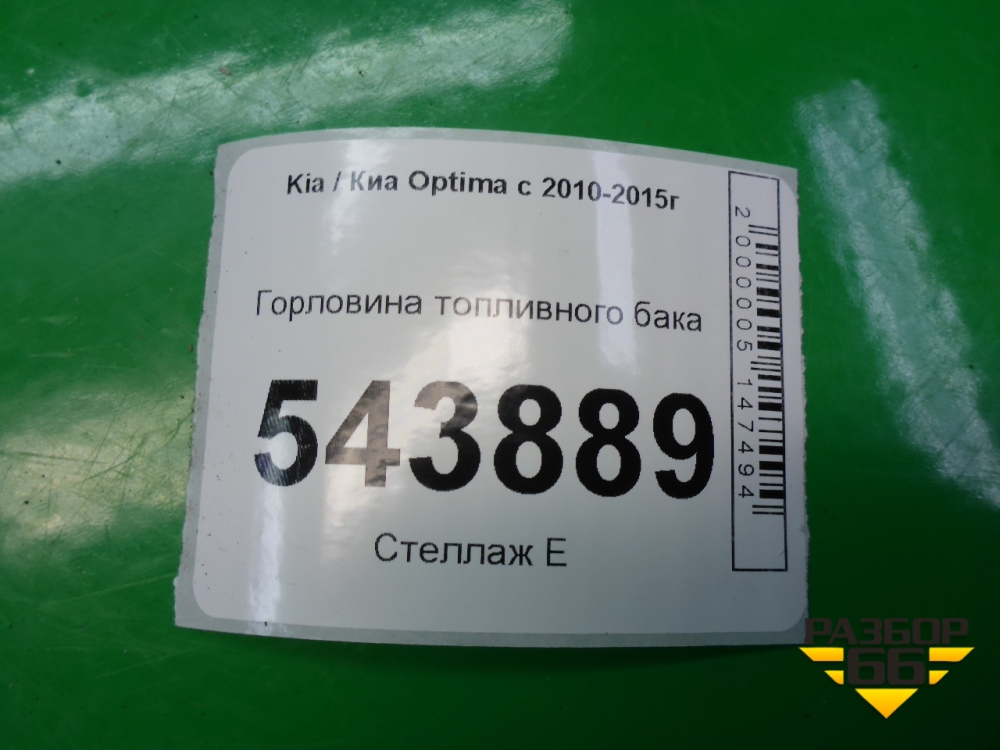 Kia / Киа Optima с 2010-2015г
Горловина топливного бака
543889
Стеллаж Е
2000005147494
РАЗБОР
66